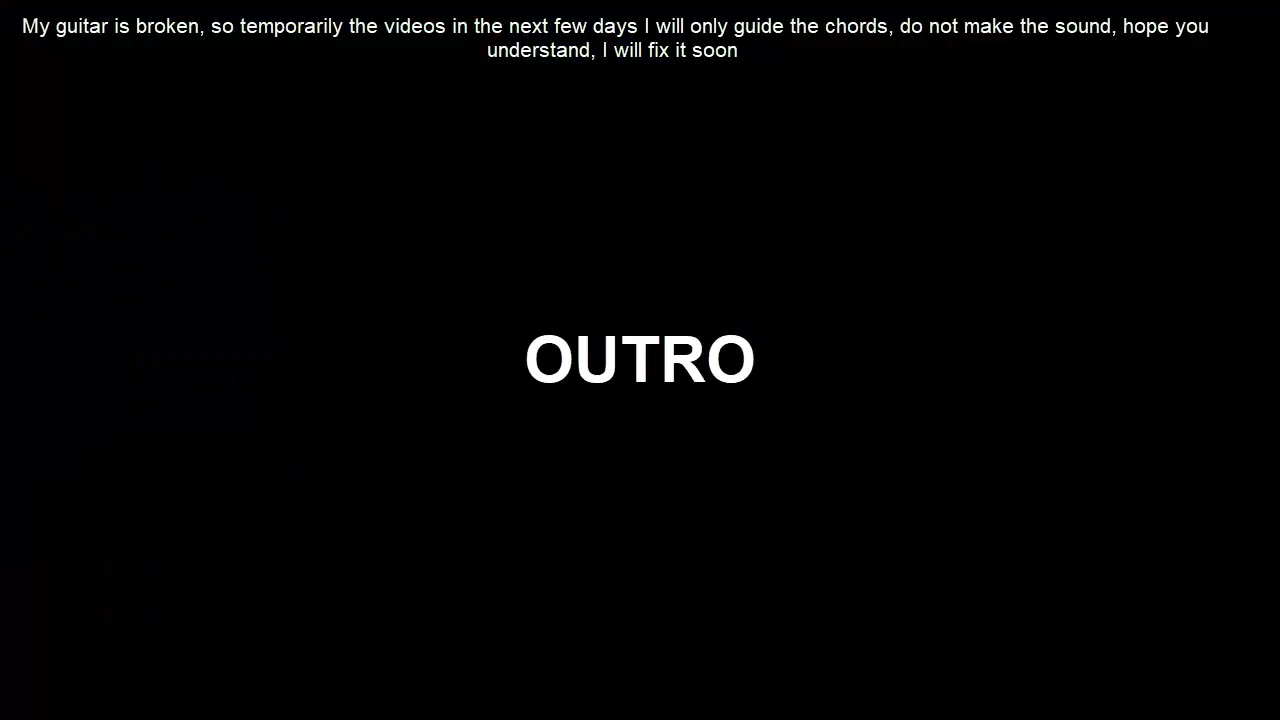 My guitar is broken, so temporarily the videos in the next few days I will only guide the chords, do not make the sound, hope you
understand, I will fix it soon
OUTRO